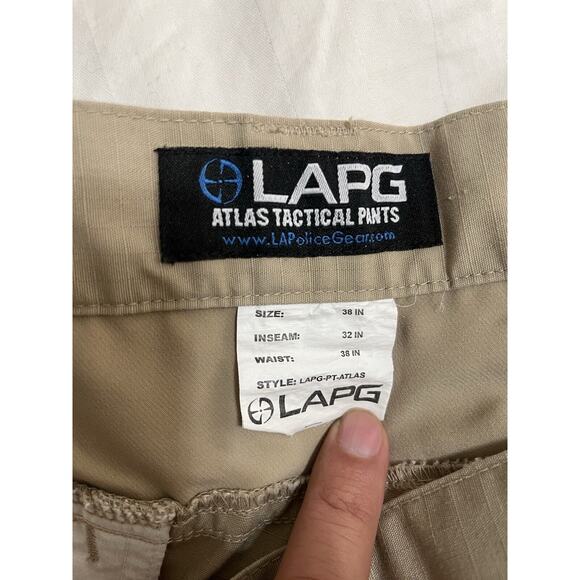 LAPG
ATLAS TACTICAL PANTS
www.LAPoliceGear.com
SIZE: 38 IN
INSEAM: 32 IN
WAIST: 38 IN
STYLE: LAPG-PT-ATLAS
LAPG